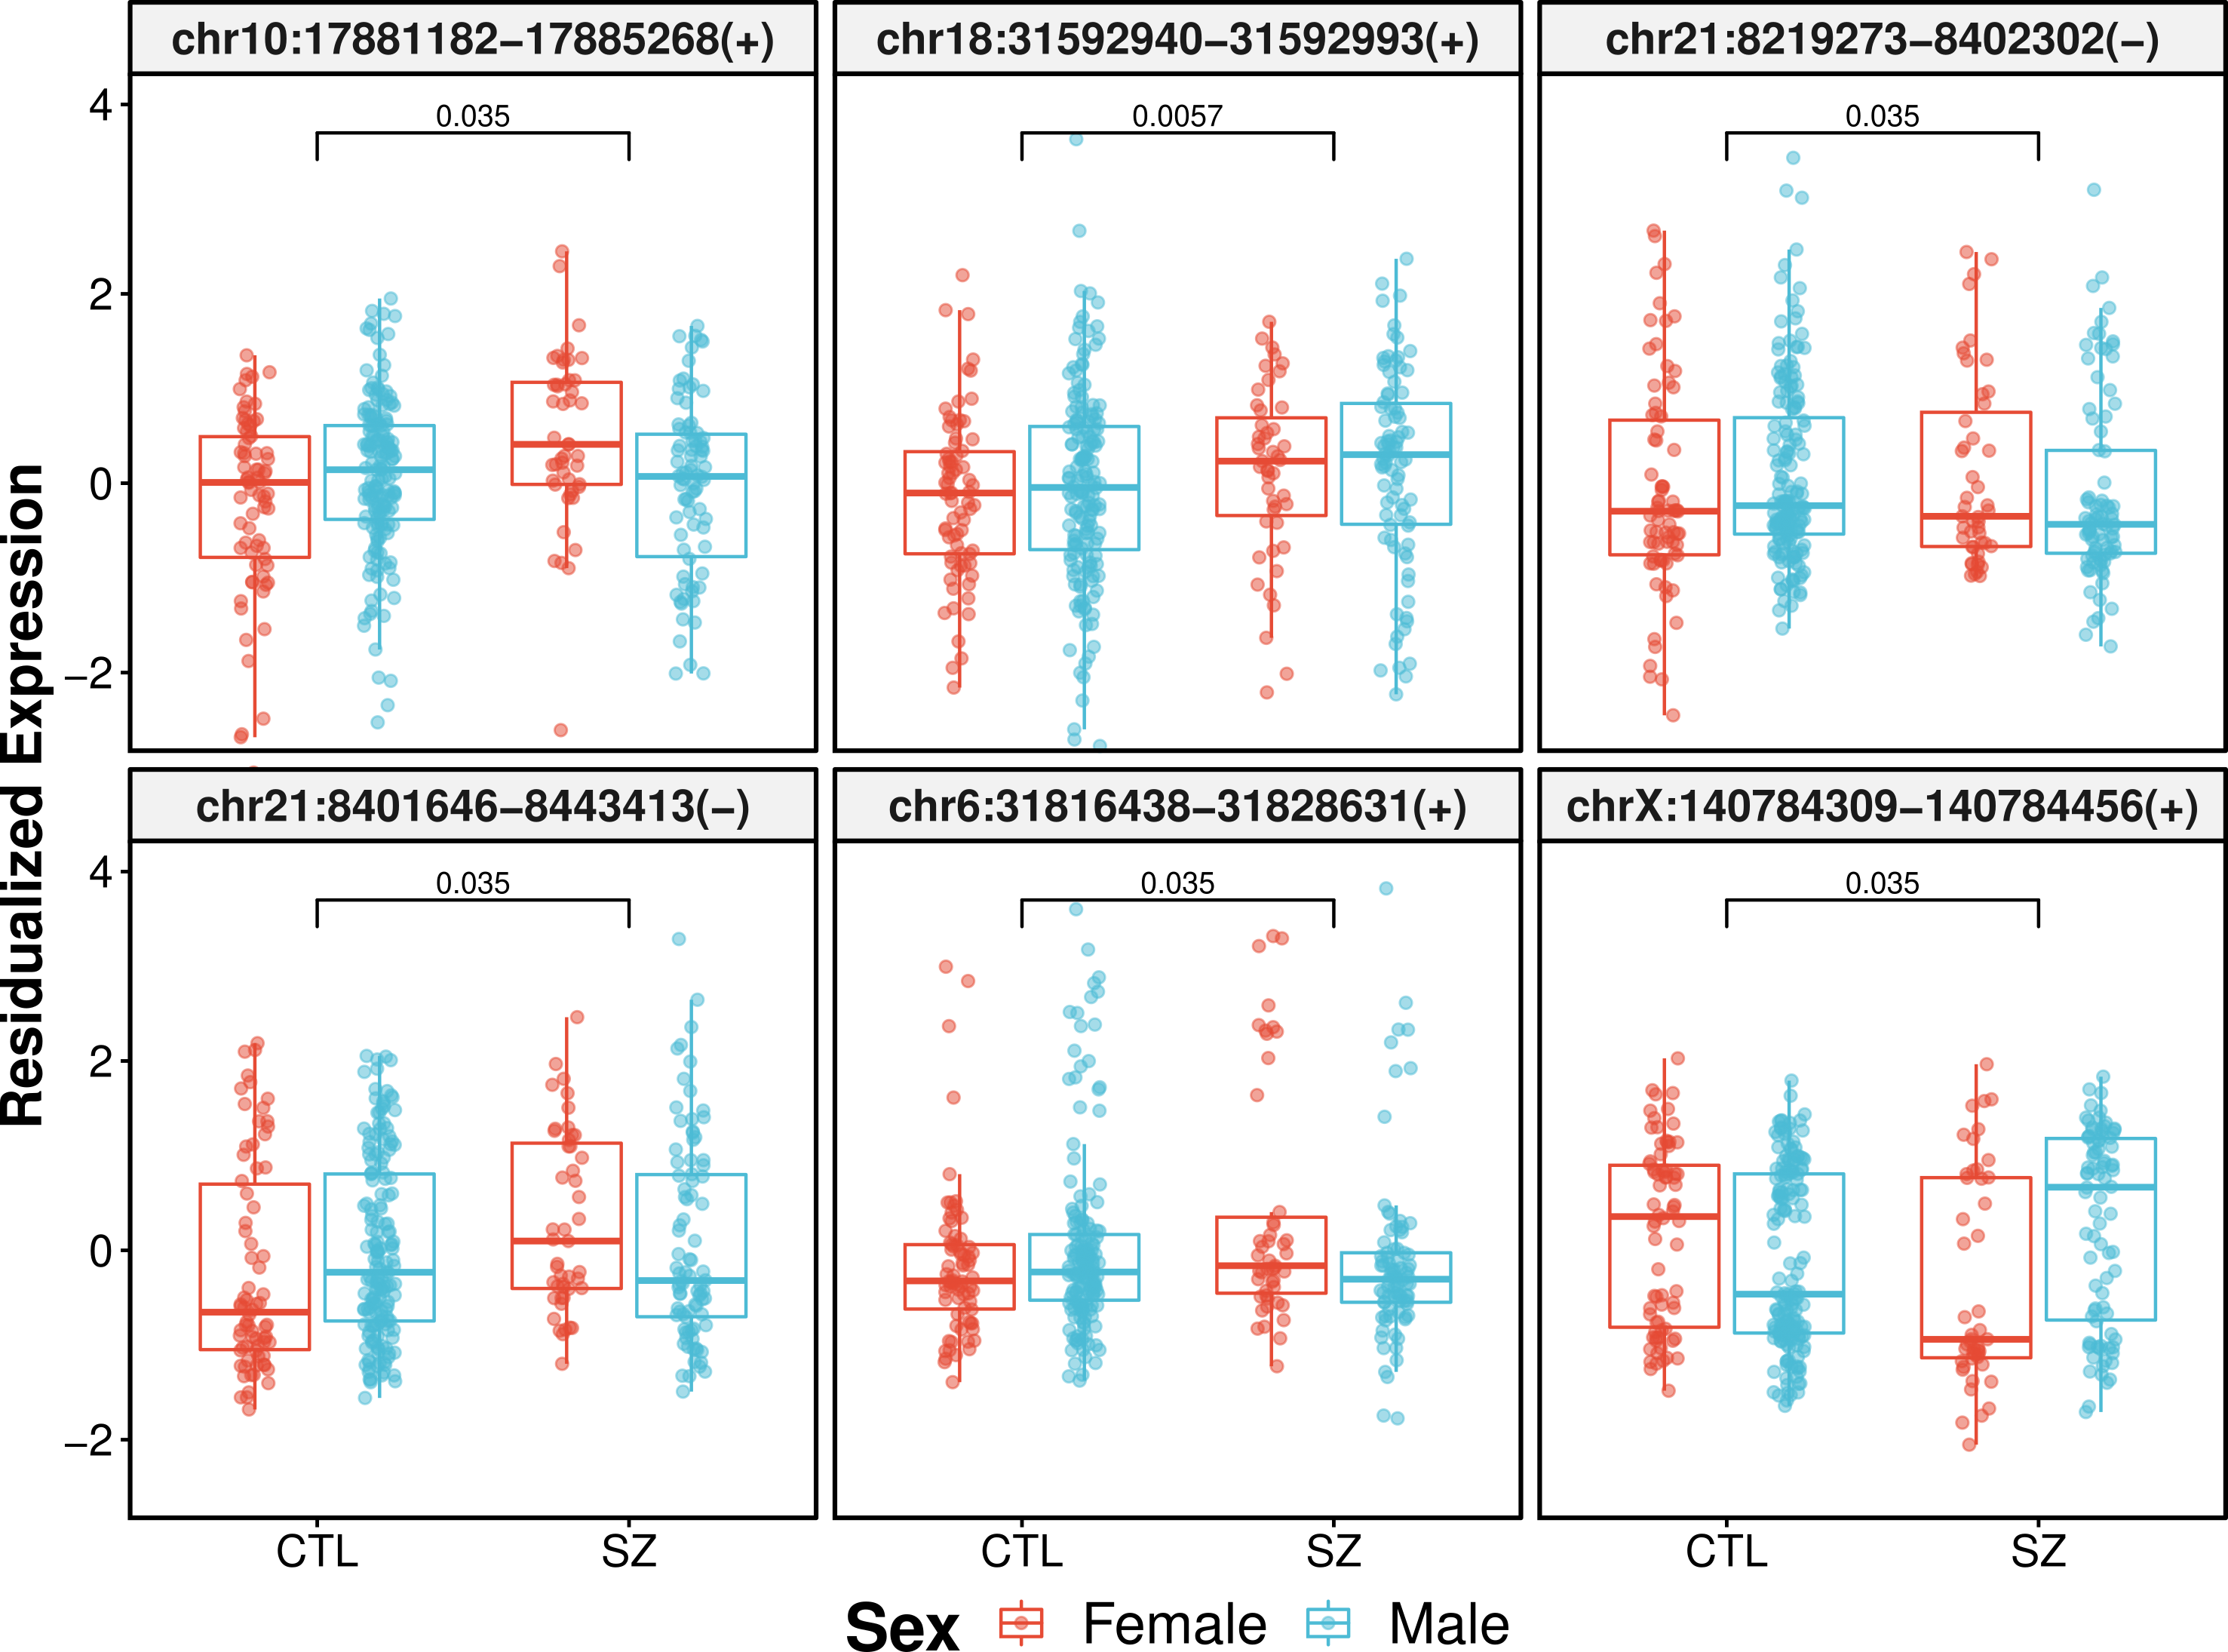 Residualized Expression
chr10:17881182−17885268(+)
chr18:31592940−31592993(+)
chr21:8219273−8402302(−)
0.035
0.0057
0.035
4
2
0
−2
chr21:8401646−8443413(−)
chr6:31816438−31828631(+)
chrX:140784309−140784456(+)
0.035
0.035
0.035
4
2
0
−2
CTL SZ
CTL SZ
CTL SZ
Sex Female Male